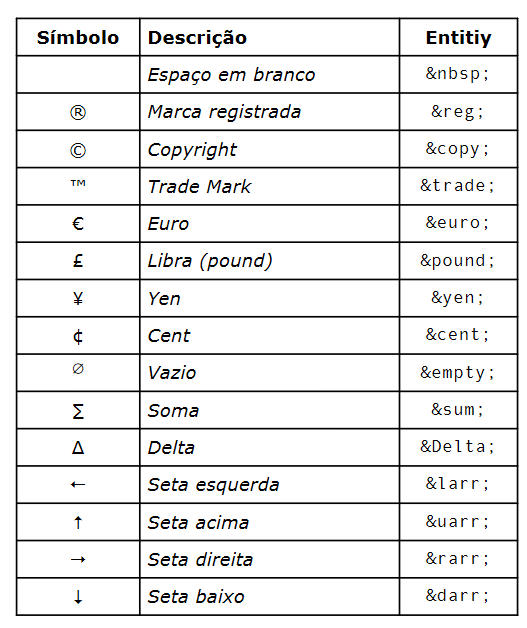 Símbolo Descrição Entitiy
Espaço em branco &nbsp;
® Marca registrada &reg;
© Copyright &copy;
™ Trade Mark &trade;
€ Euro &euro;
£ Libra (pound) &pound;
¥ Yen &yen;
¢ Cent &cent;
∅ Vazio &empty;
∑ Soma &sum;
Δ Delta &Delta;
← Seta esquerda &larr;
↑ Seta acima &uarr;
→ Seta direita &rarr;
↓ Seta baixo &darr;